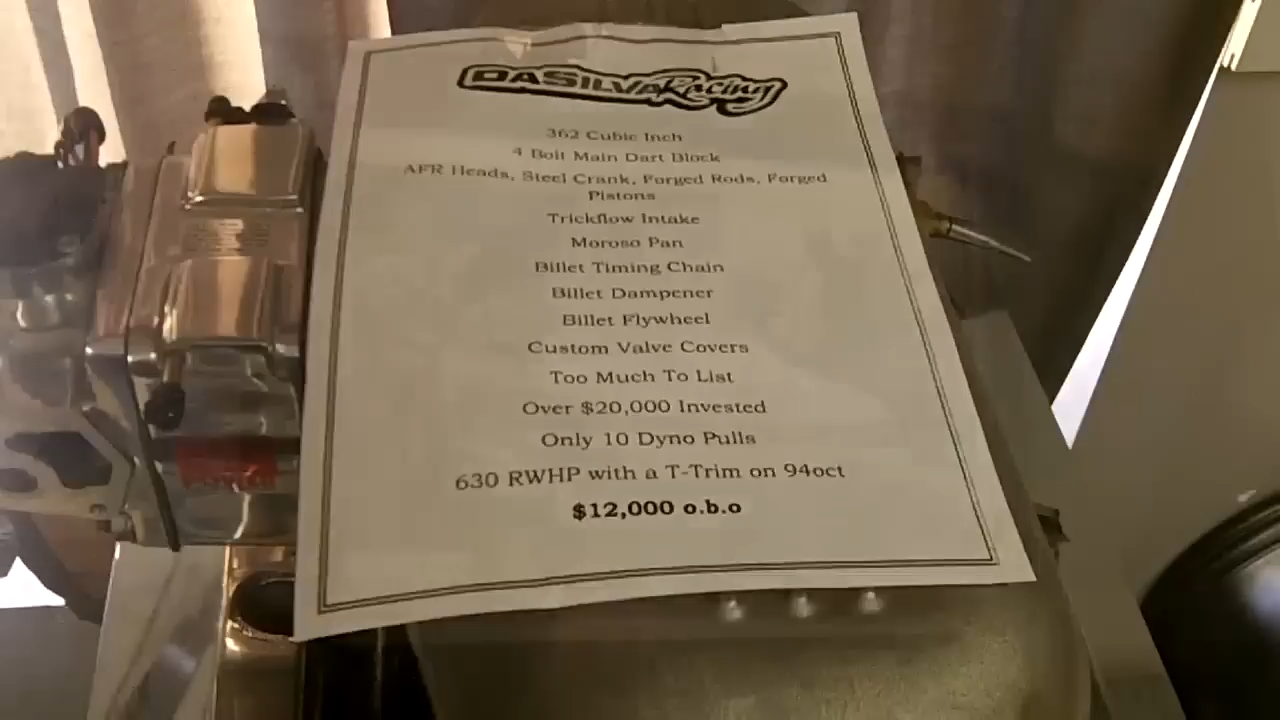 DASILVA Racing
362 Cubic Inch
4 Bolt Main Dart Block
AFR Heads, Steel Crank, Forged Rods, Forged
Pistons
Trickflow Intake
Moroso Pan
Billet Timing Chain
Billet Dampener
Billet Flywheel
Custom Valve Covers
Too Much To List
Over $20,000 Invested
Only 10 Dyno Pulls
630 RWHP with a T-Trim on 94oct
$12,000 o.b.o